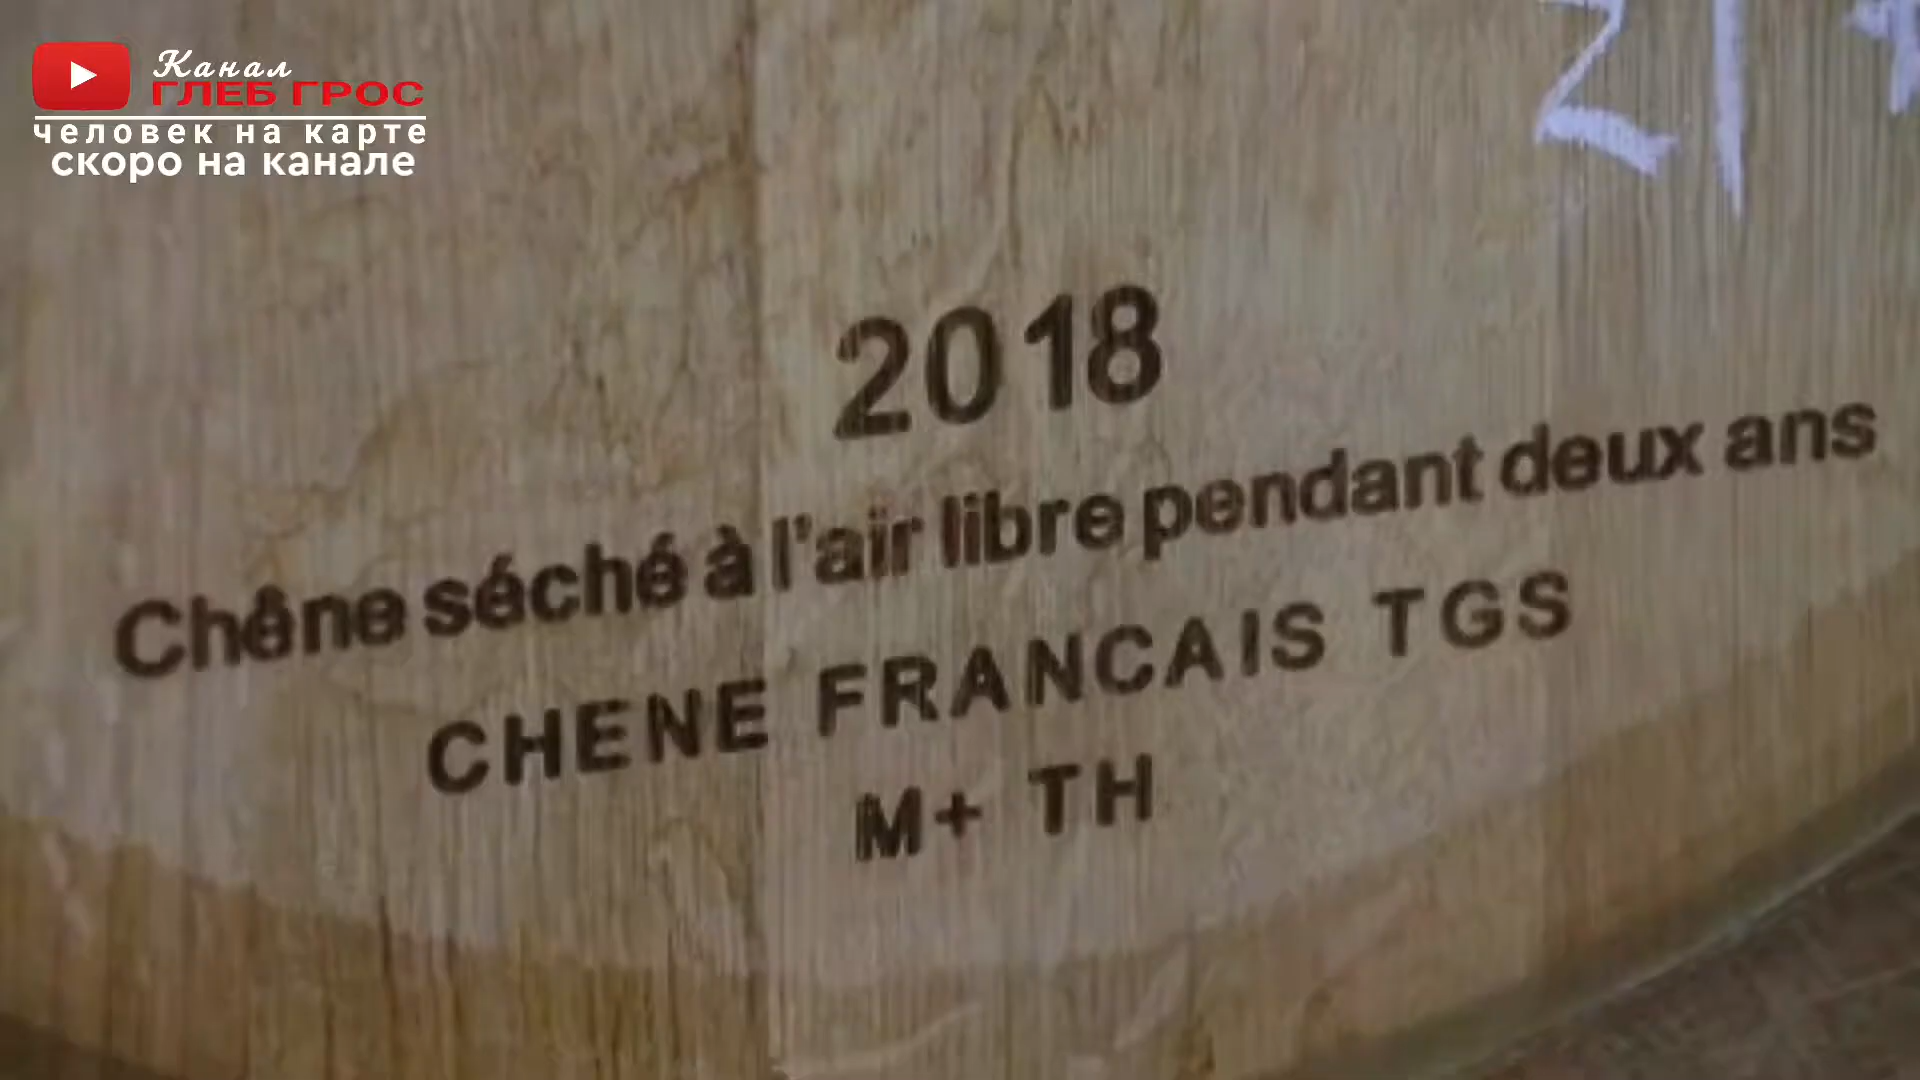 Канал
ГЛЕБ ГРОС
человек на карте
скоро на канале
2018
Chêne séché à l'air libre pendant deux ans
CHENE FRANCAIS TGS
M+ TH